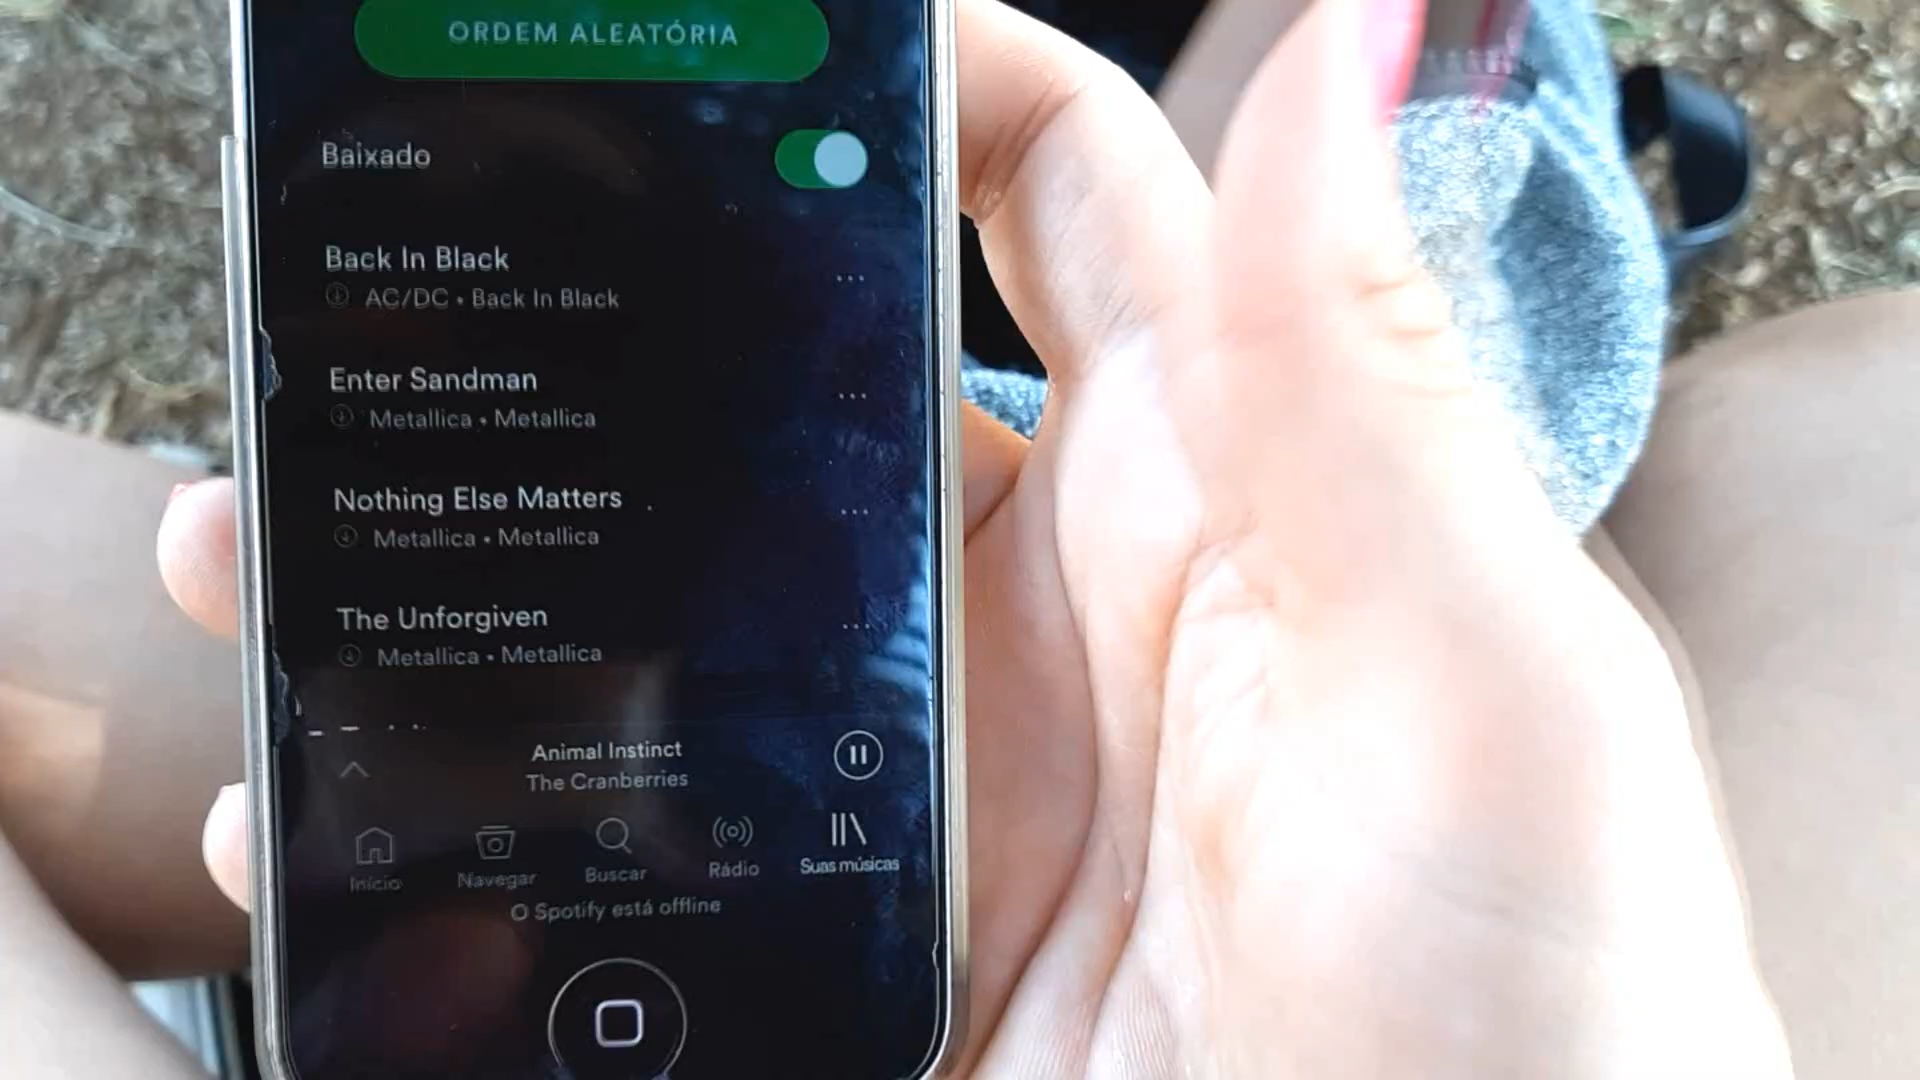 ORDEM ALEATÓRIA
Baixado
Back In Black
AC/DC • Back In Black
Enter Sandman
Metallica • Metallica
Nothing Else Matters
Metallica • Metallica
The Unforgiven
Metallica • Metallica
Animal Instinct
The Cranberries
Início
Navegar
Buscar
Rádio
Suas músicas
O Spotify está offline